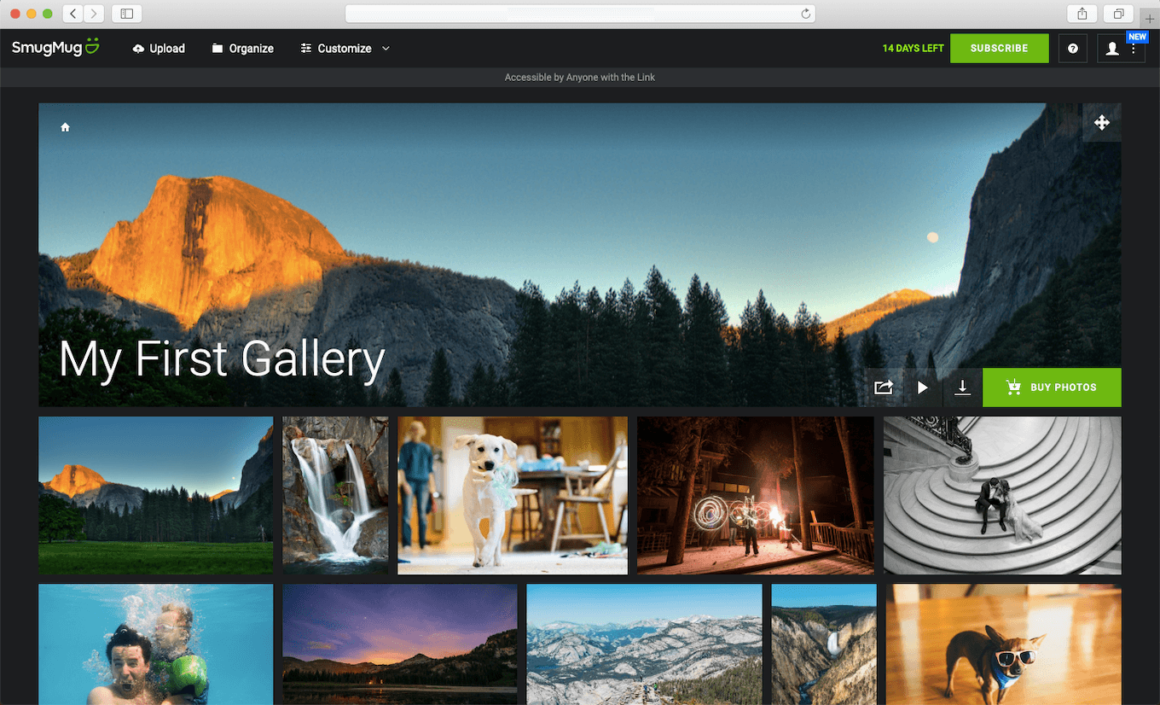 SmugMug
Upload
Organize
Customize
14 DAYS LEFT
SUBSCRIBE
?
NEW
Accessible by Anyone with the Link
My First Gallery
BUY PHOTOS